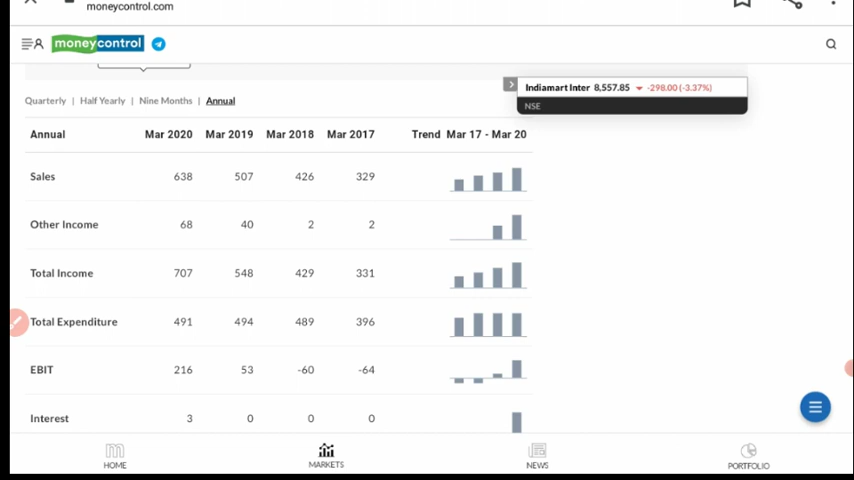 moneycontrol.com
moneycontrol
Indiamart Inter 8,557.85 -298.00 (-3.37%)
NSE
Quarterly | Half Yearly | Nine Months | Annual
Annual Mar 2020 Mar 2019 Mar 2018 Mar 2017 Trend Mar 17 - Mar 20
Sales 638 507 426 329
Other Income 68 40 2 2
Total Income 707 548 429 331
Total Expenditure 491 494 489 396
EBIT 216 53 -60 -64
Interest 3 0 0 0
HOME MARKETS NEWS PORTFOLIO